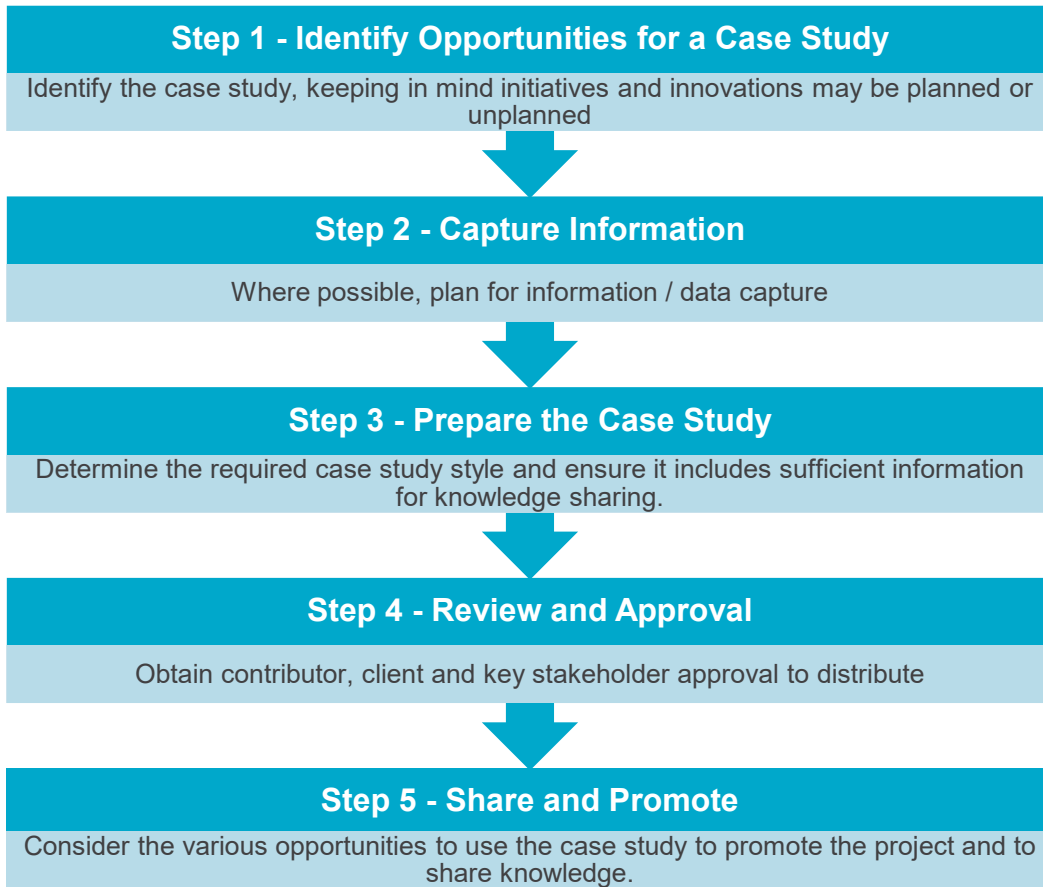 Step 1 - Identify Opportunities for a Case Study
Identify the case study, keeping in mind initiatives and innovations may be planned or
unplanned
Step 2 - Capture Information
Where possible, plan for information / data capture
Step 3 - Prepare the Case Study
Determine the required case study style and ensure it includes sufficient information
for knowledge sharing.
Step 4 - Review and Approval
Obtain contributor, client and key stakeholder approval to distribute
Step 5 - Share and Promote
Consider the various opportunities to use the case study to promote the project and to
share knowledge.